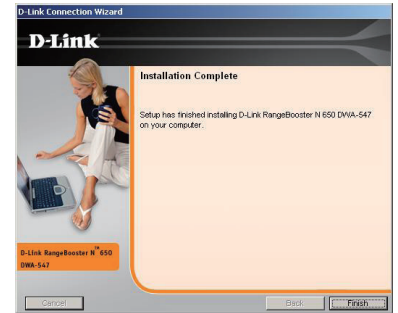 D-Link Connection Wizard
D-Link
Installation Complete
Setup has finished installing D-Link RangeBooster N 650 DWA-547
on your computer.
D-Link RangeBooster N™ 650
DWA-547
Cancel
Back
Finish